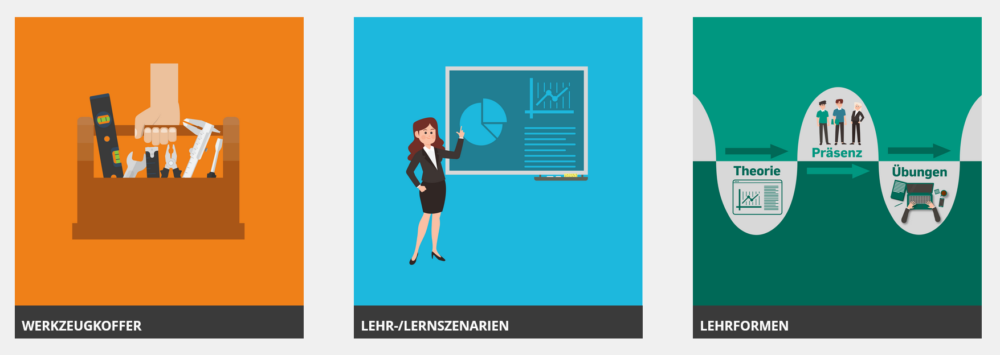 Präsenz
Theorie
Übungen
WERKZEUGKOFFER
LEHR-/LERNSZENARIEN
LEHRFORMEN